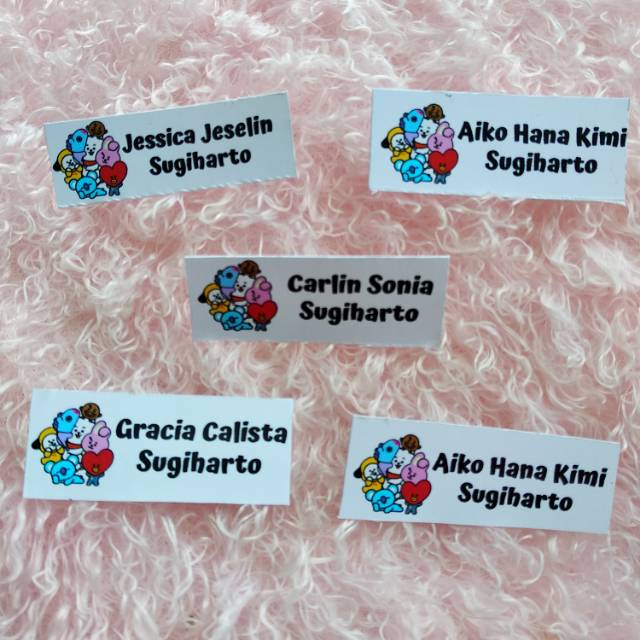 Jessica Jeselin
Sugiharto
Aiko Hana Kimi
Sugiharto
Carlin Sonia
Sugiharto
Gracia Calista
Sugiharto
Aiko Hana Kimi
Sugiharto